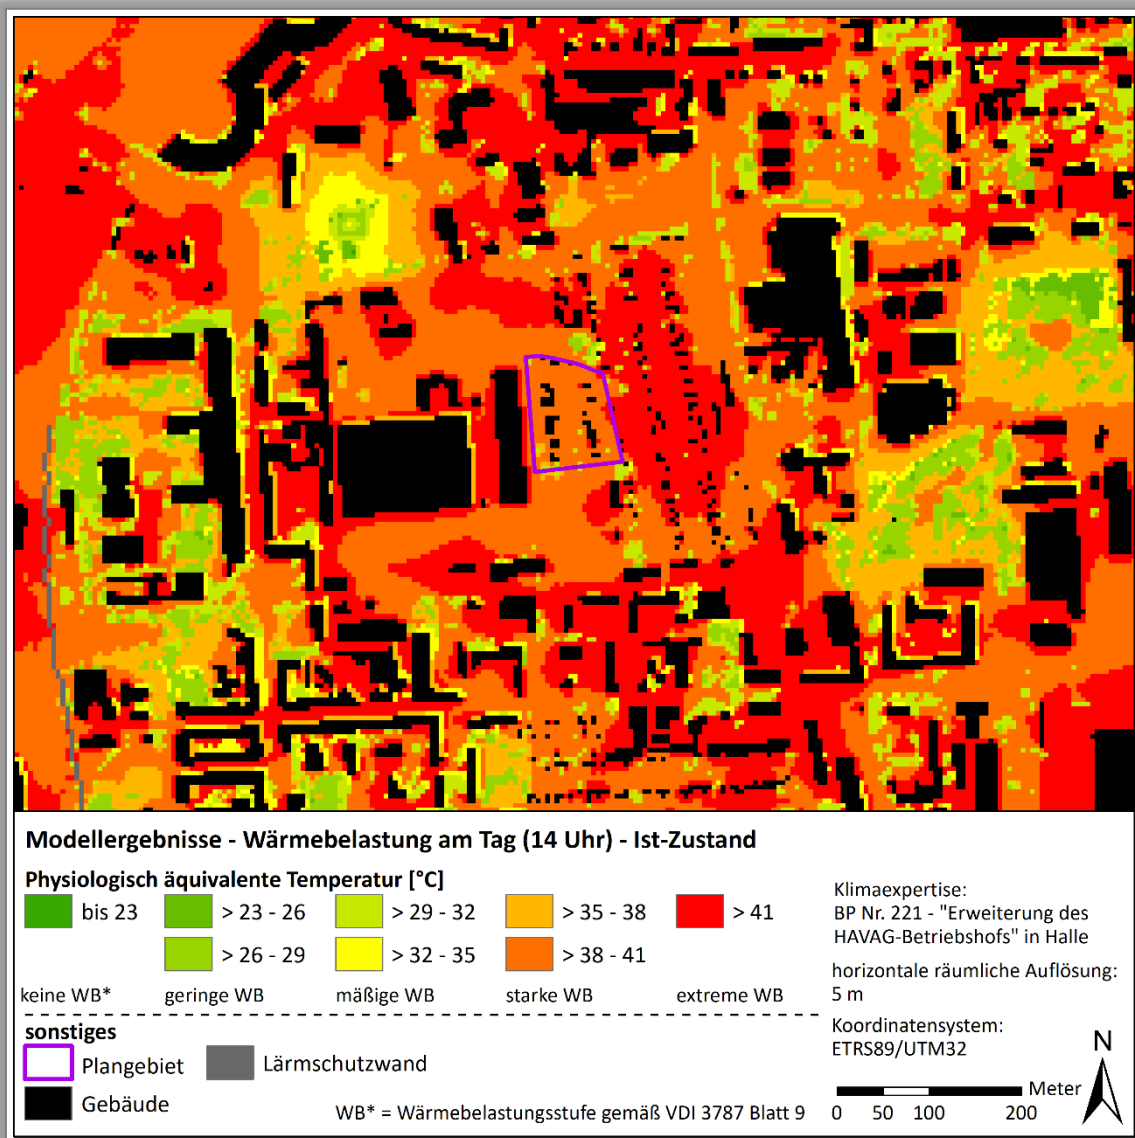 Modellergebnisse - Wärmebelastung am Tag (14 Uhr) - Ist-Zustand
Physiologisch äquivalente Temperatur [°C]
bis 23
> 23 - 26
> 29 - 32
> 35 - 38
> 41
> 26 - 29
> 32 - 35
> 38 - 41
keine WB*
geringe WB
mäßige WB
starke WB
extreme WB
sonstiges
Plangebiet
Lärmschutzwand
Gebäude
WB* = Wärmebelastungsstufe gemäß VDI 3787 Blatt 9
Klimaexpertise:
BP Nr. 221 - "Erweiterung des
HAVAG-Betriebshofs" in Halle
horizontale räumliche Auflösung:
5 m
Koordinatensystem:
ETRS89/UTM32
N
Meter
0 50 100 200